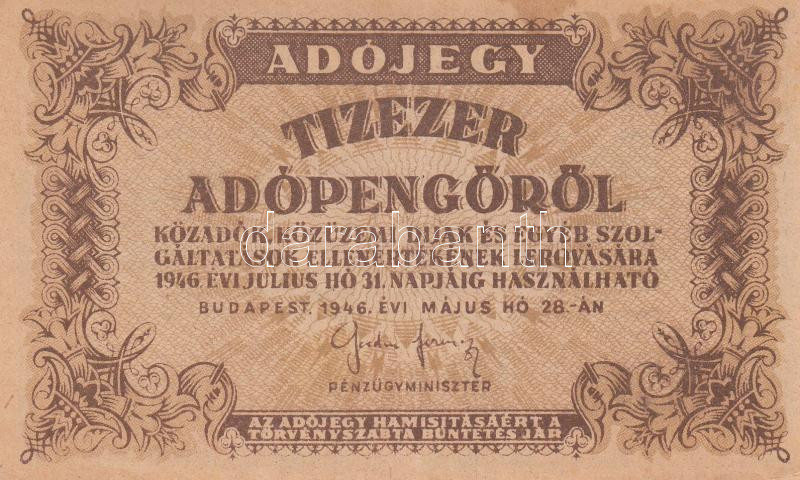 ADÓJEGY
TIZEZER
ADÓPENGŐRŐL
KÖZADÓK, KÖZÜZEMI DIJAK ÉS EGYÉB SZOL-
GÁLTATÁSOK ELLENÉRTÉKÉNEK LEROVÁSÁRA
1946. ÉVI JULIUS HÓ 31. NAPJÁIG HASZNÁLHATÓ
BUDAPEST, 1946. ÉVI MÁJUS HÓ 28.-ÁN
PÉNZÜGYMINISZTER
AZ ADÓJEGY HAMISITÁSÁÉRT A
TÖRVÉNYSZABTA BÜNTETÉS JÁR
darabanth